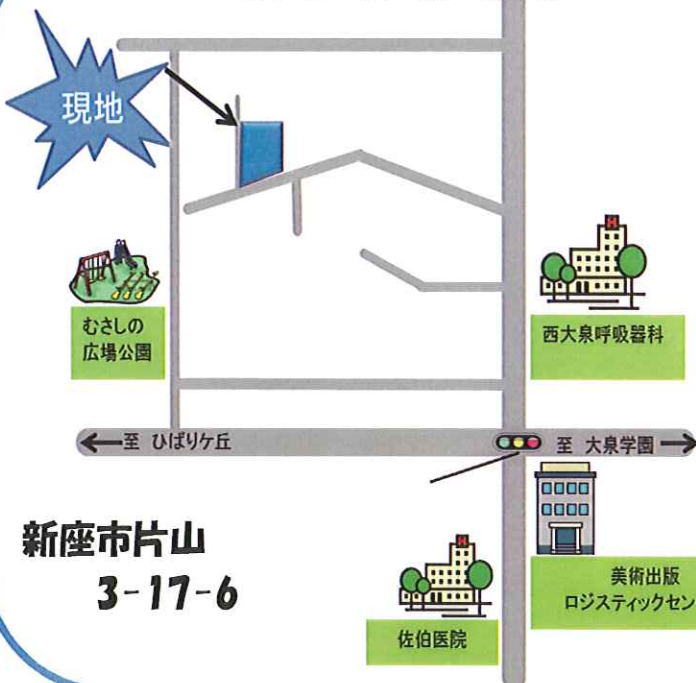 現地
むさしの
広場公園
西大泉呼吸器科
←至 ひばりケ丘
至 大泉学園→
新座市片山
3-17-6
美術出版
ロジスティックセン
佐伯医院